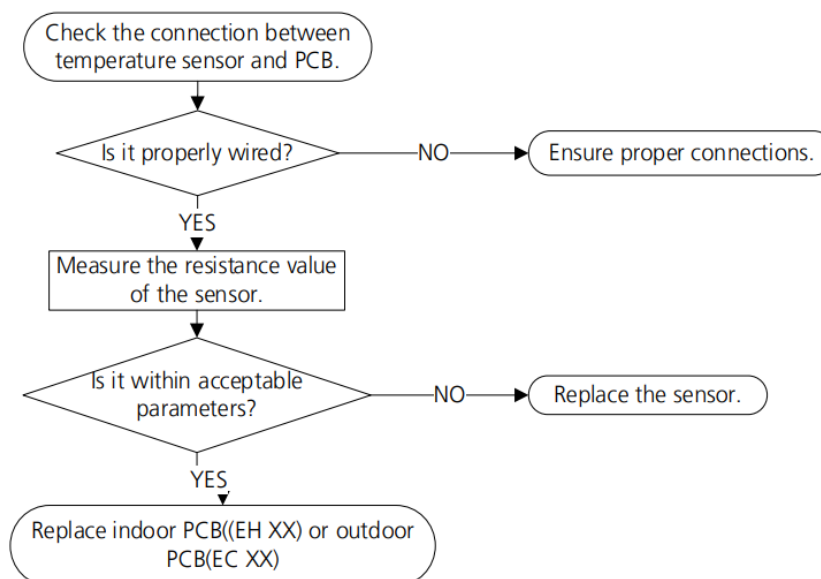 Check the connection between
temperature sensor and PCB.
Is it properly wired?
NO
Ensure proper connections.
YES
Measure the resistance value
of the sensor.
Is it within acceptable
parameters?
NO
Replace the sensor.
YES
Replace indoor PCB((EH XX) or outdoor
PCB(EC XX)